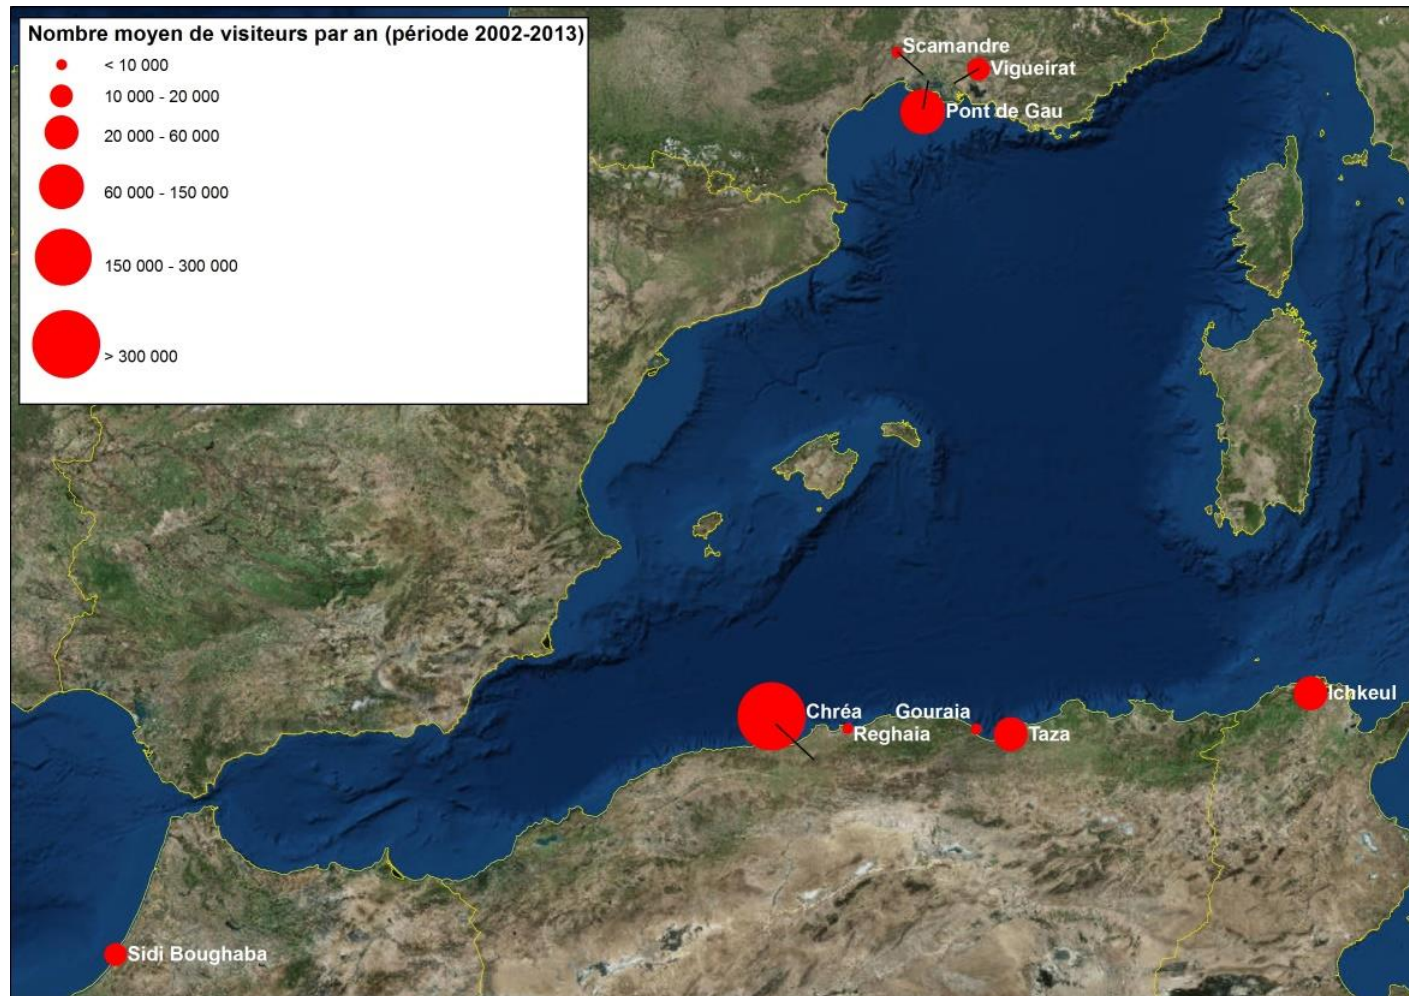 Nombre moyen de visiteurs par an (période 2002-2013)
< 10 000
10 000 - 20 000
20 000 - 60 000
60 000 - 150 000
150 000 - 300 000
> 300 000
Scamandre
Vigueirat
Pont de Gau
Ichkeul
Chréa
Gouraia
Reghaia
Taza
Sidi Boughaba